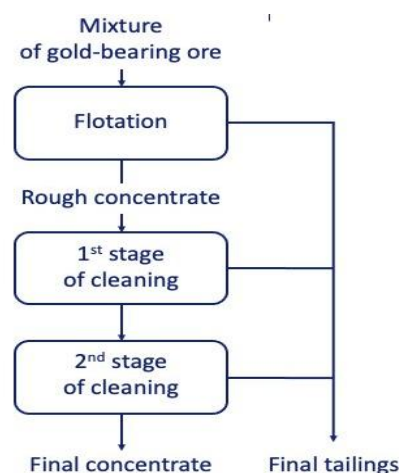 Mixture
of gold-bearing ore
Flotation
Rough concentrate
1st stage
of cleaning
2nd stage
of cleaning
Final concentrate
Final tailings